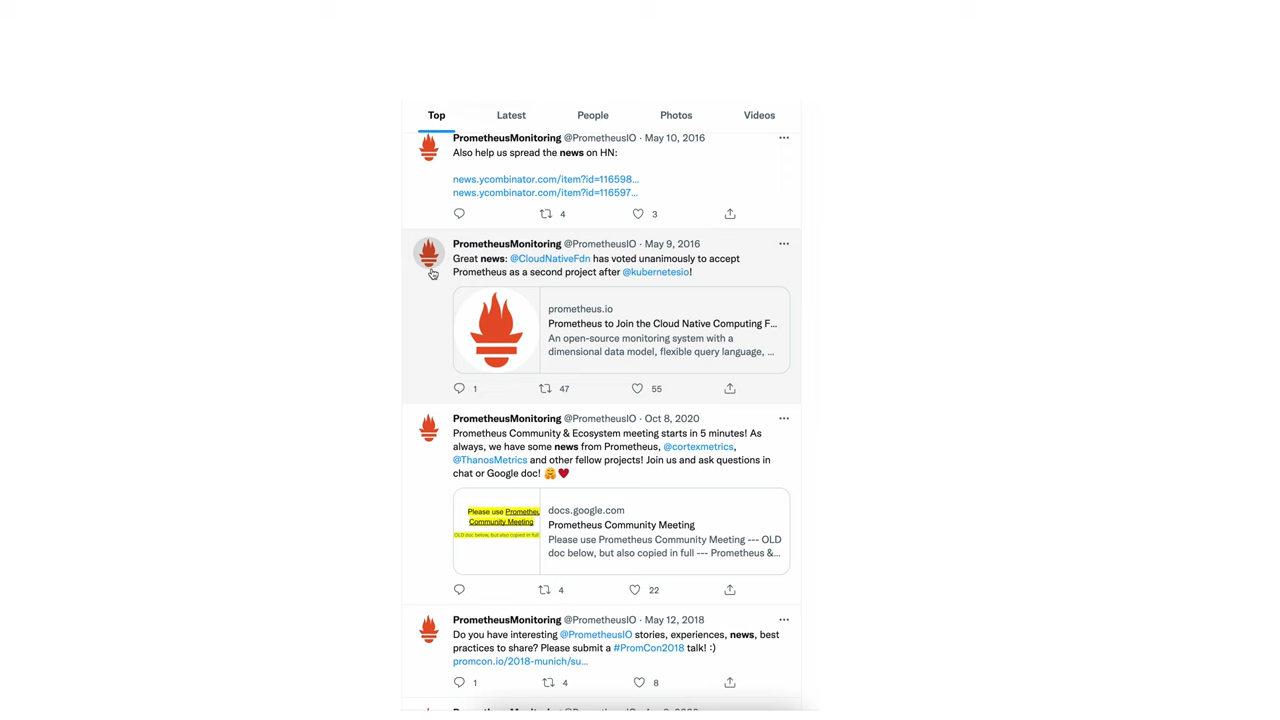 Top Latest People Photos Videos
PrometheusMonitoring @PrometheusIO · May 10, 2016
Also help us spread the news on HN:
news.ycombinator.com/item?id=116598...
news.ycombinator.com/item?id=116597...
4 3
PrometheusMonitoring @PrometheusIO · May 9, 2016
Great news: @CloudNativeFdn has voted unanimously to accept
Prometheus as a second project after @kubernetesio!
prometheus.io
Prometheus to Join the Cloud Native Computing F...
An open-source monitoring system with a
dimensional data model, flexible query language, ...
1 47 55
PrometheusMonitoring @PrometheusIO · Oct 8, 2020
Prometheus Community & Ecosystem meeting starts in 5 minutes! As
always, we have some news from Prometheus, @cortexmetrics,
@ThanosMetrics and other fellow projects! Join us and ask questions in
chat or Google doc! 🤗♥️
Please use Prometheu
Community Meeting
OLD doc below, but also copied in full
docs.google.com
Prometheus Community Meeting
Please use Prometheus Community Meeting --- OLD
doc below, but also copied in full --- Prometheus &...
4 22
PrometheusMonitoring @PrometheusIO · May 12, 2018
Do you have interesting @PrometheusIO stories, experiences, news, best
practices to share? Please submit a #PromCon2018 talk! :)
promcon.io/2018-munich/su...
1 4 8